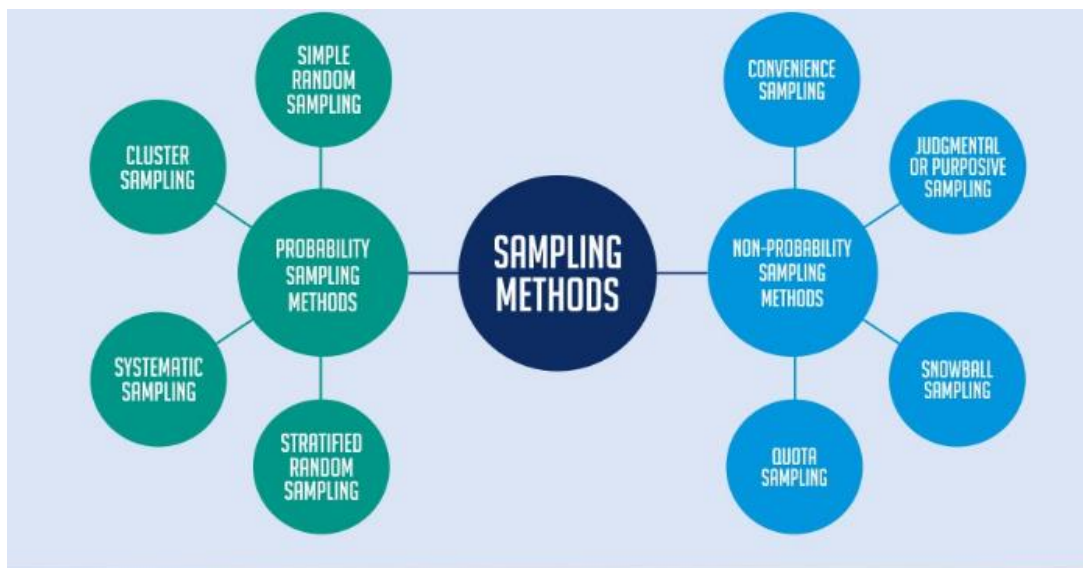 SIMPLE
RANDOM
SAMPLING
CLUSTER
SAMPLING
PROBABILITY
SAMPLING
METHODS
SYSTEMATIC
SAMPLING
STRATIFIED
RANDOM
SAMPLING
SAMPLING
METHODS
CONVENIENCE
SAMPLING
JUDGMENTAL
OR PURPOSIVE
SAMPLING
NON-PROBABILITY
SAMPLING
METHODS
SNOWBALL
SAMPLING
QUOTA
SAMPLING